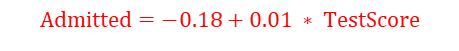 Admitted = −0.18 + 0.01 * TestScore